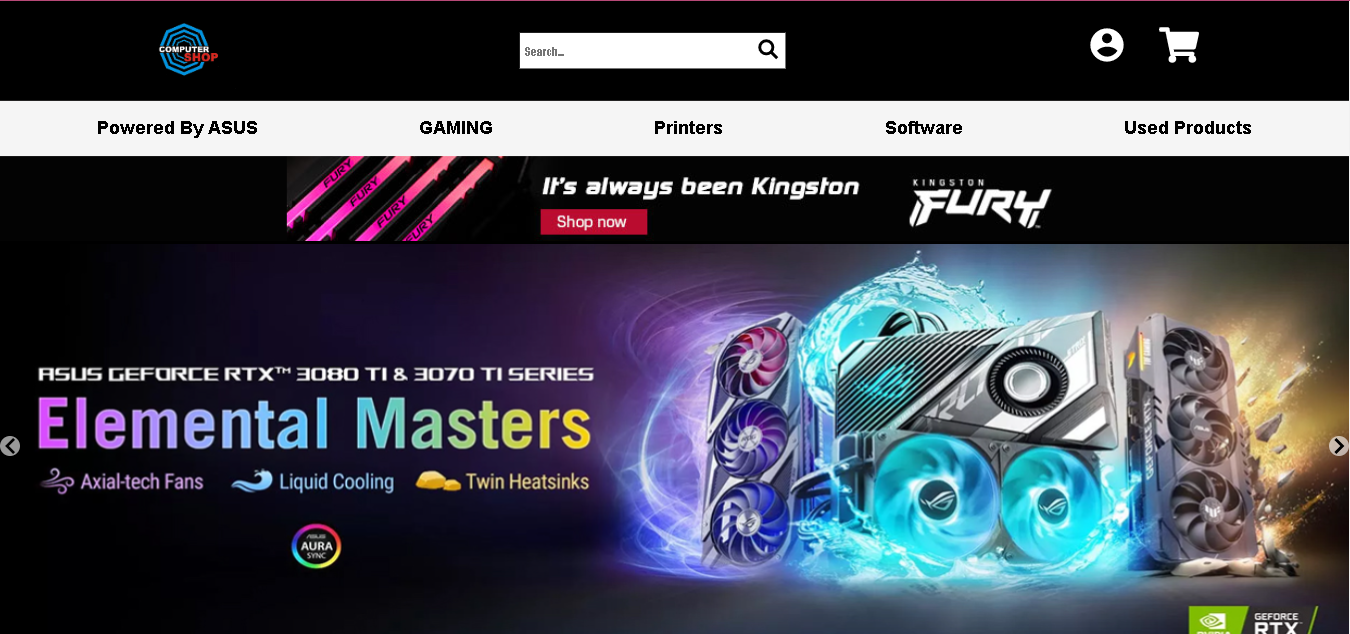 COMPUTER
SHOP
Search...
Powered By ASUS
GAMING
Printers
Software
Used Products
FURY
FURY
FURY
FURY
It's always been Kingston
Shop now
KINGSTON
FURY
ASUS GEFORCE RTX™ 3080 TI & 3070 TI SERIES
Elemental Masters
Axial-tech Fans
Liquid Cooling
Twin Heatsinks
ASUS
AURA
SYNC
GEFORCE
RTX